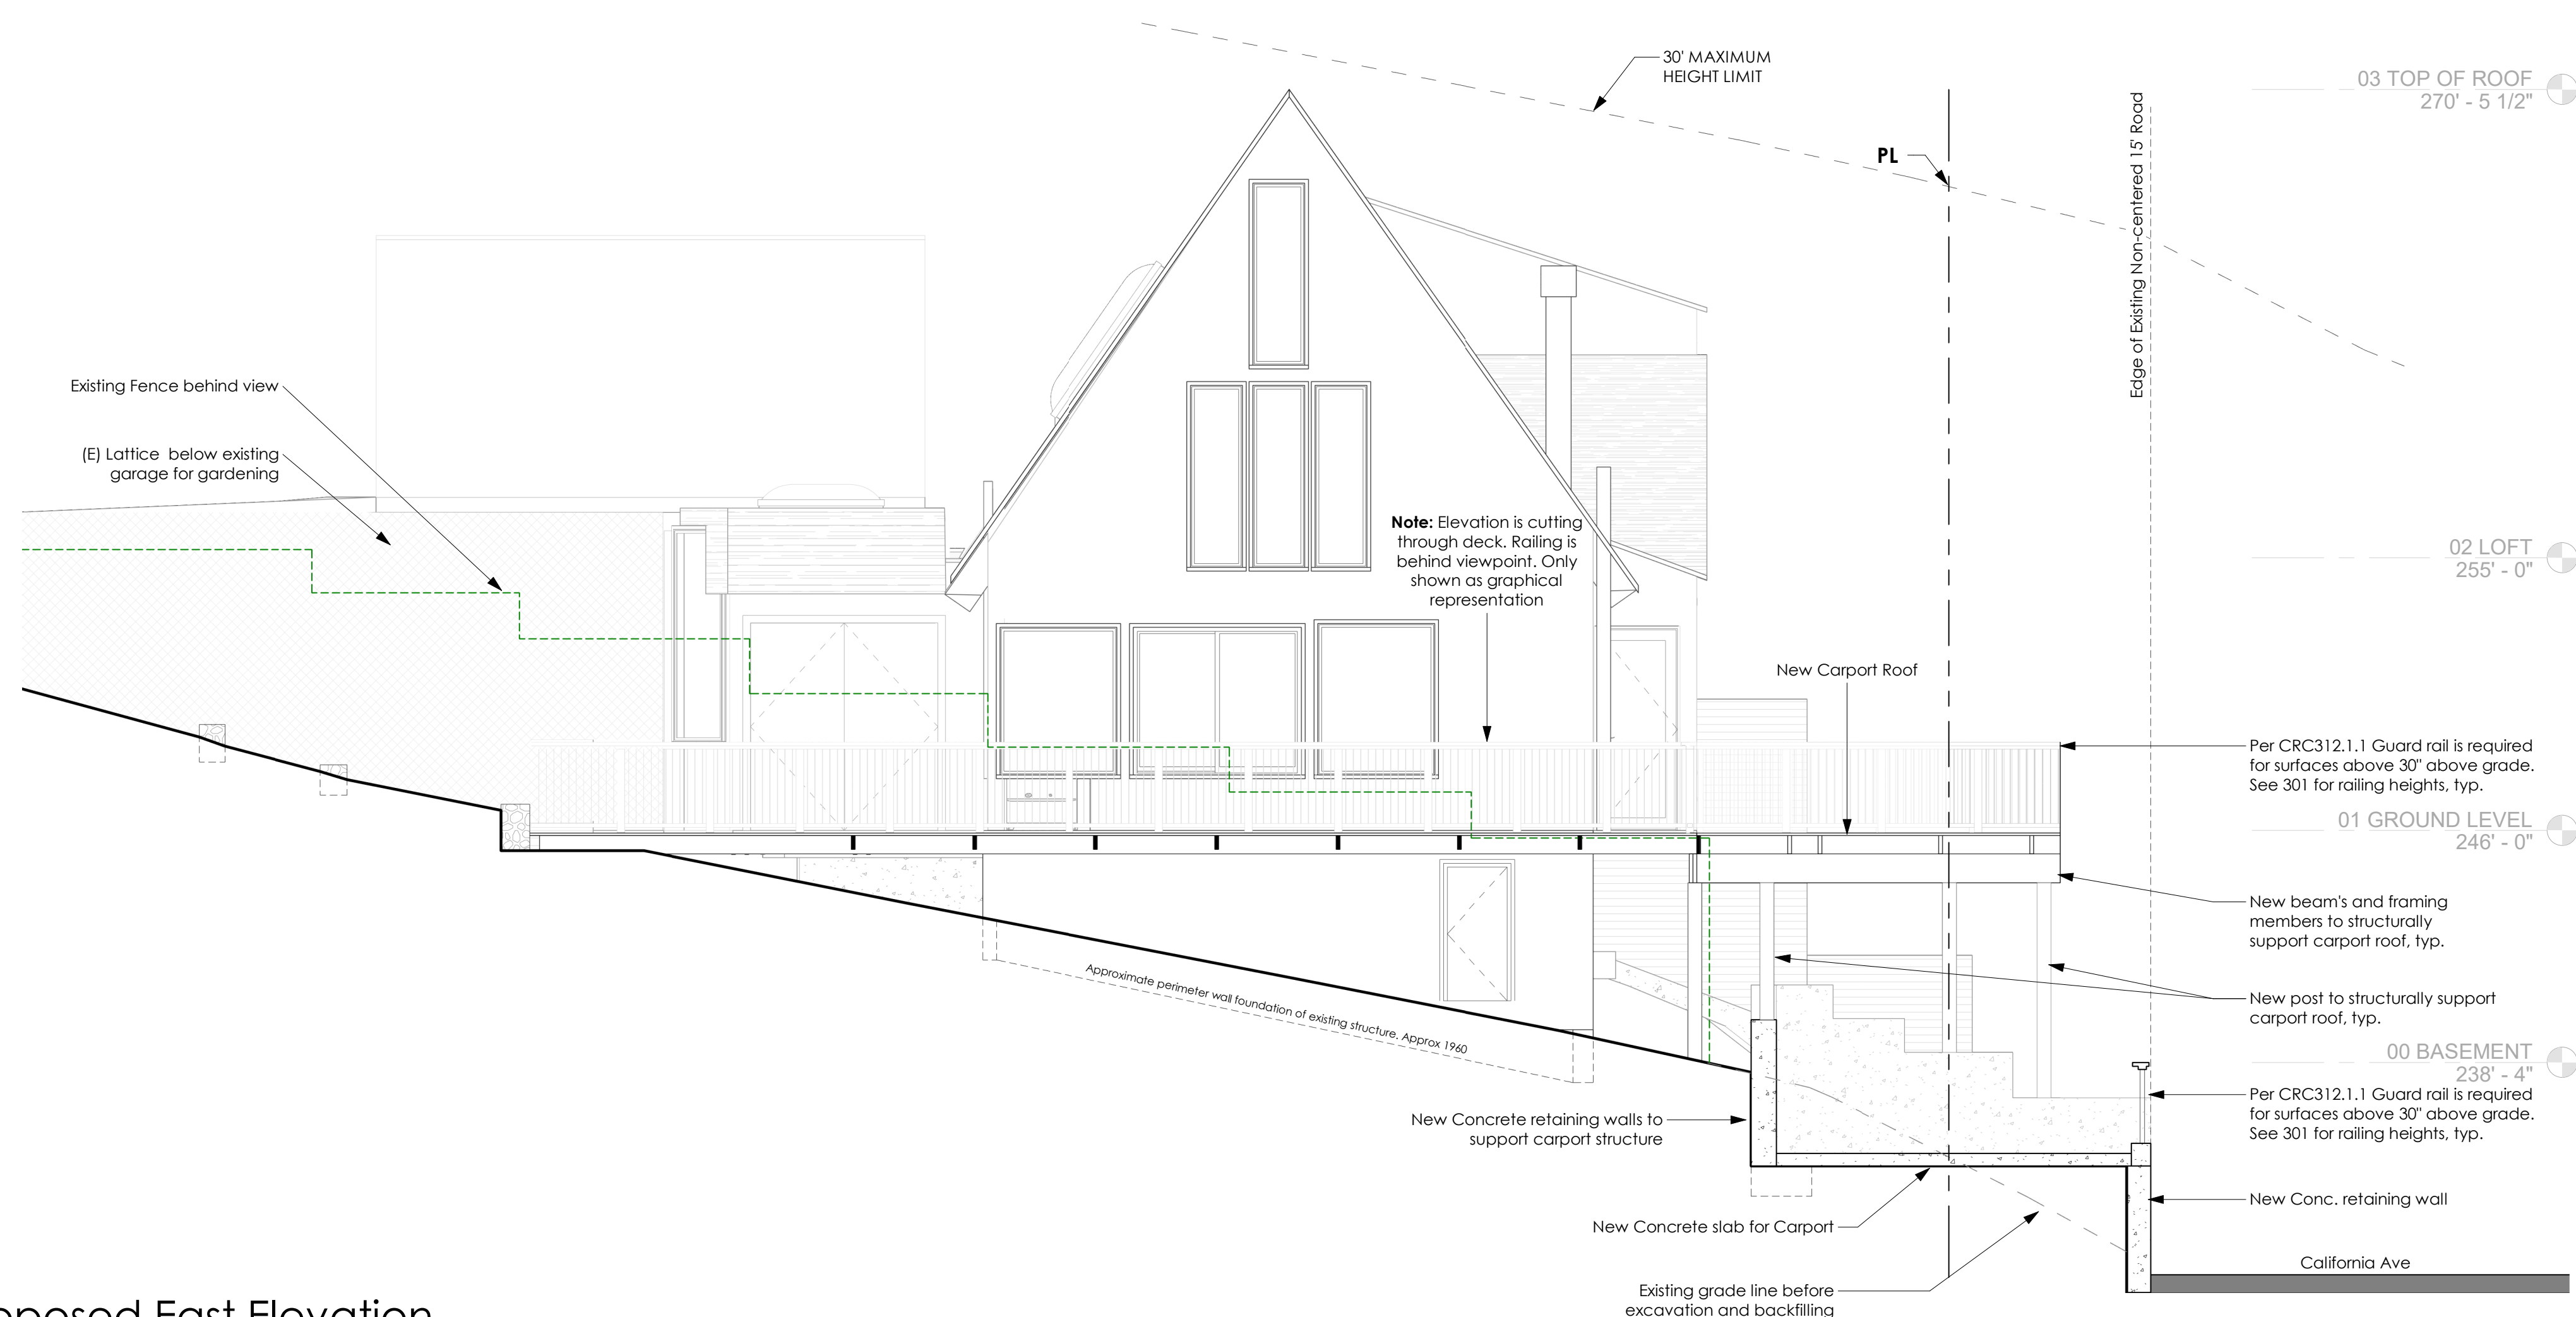 30' MAXIMUM
HEIGHT LIMIT
03 TOP OF ROOF
270' - 5 1/2"
PL
Edge of Existing Non-centered 15' Road
Existing Fence behind view
(E) Lattice below existing
garage for gardening
Note: Elevation is cutting
through deck. Railing is
behind viewpoint. Only
shown as graphical
representation
02 LOFT
255' - 0"
New Carport Roof
Per CRC312.1.1 Guard rail is required
for surfaces above 30" above grade.
See 301 for railing heights, typ.
01 GROUND LEVEL
246' - 0"
New beam's and framing
members to structurally
support carport roof, typ.
Approximate perimeter wall foundation of existing structure. Approx 1960
New post to structurally support
carport roof, typ.
00 BASEMENT
238' - 4"
Per CRC312.1.1 Guard rail is required
for surfaces above 30" above grade.
See 301 for railing heights, typ.
New Concrete retaining walls to
support carport structure
New Conc. retaining wall
New Concrete slab for Carport
California Ave
Existing grade line before
excavation and backfilling
East Elevation